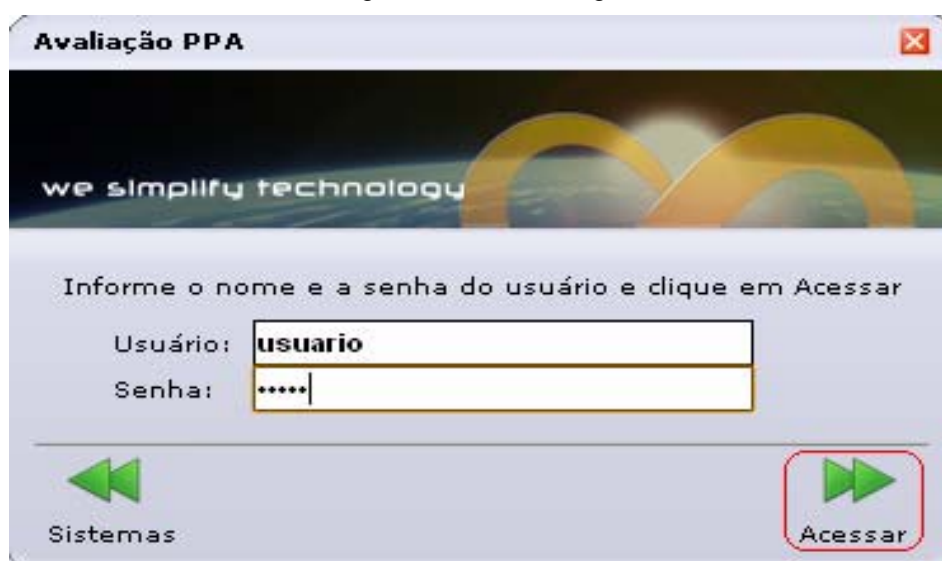 Avaliação PPA
we simplify technology
Informe o nome e a senha do usuário e clique em Acessar
Usuário: usuario
Senha: •••••
Sistemas
Acessar